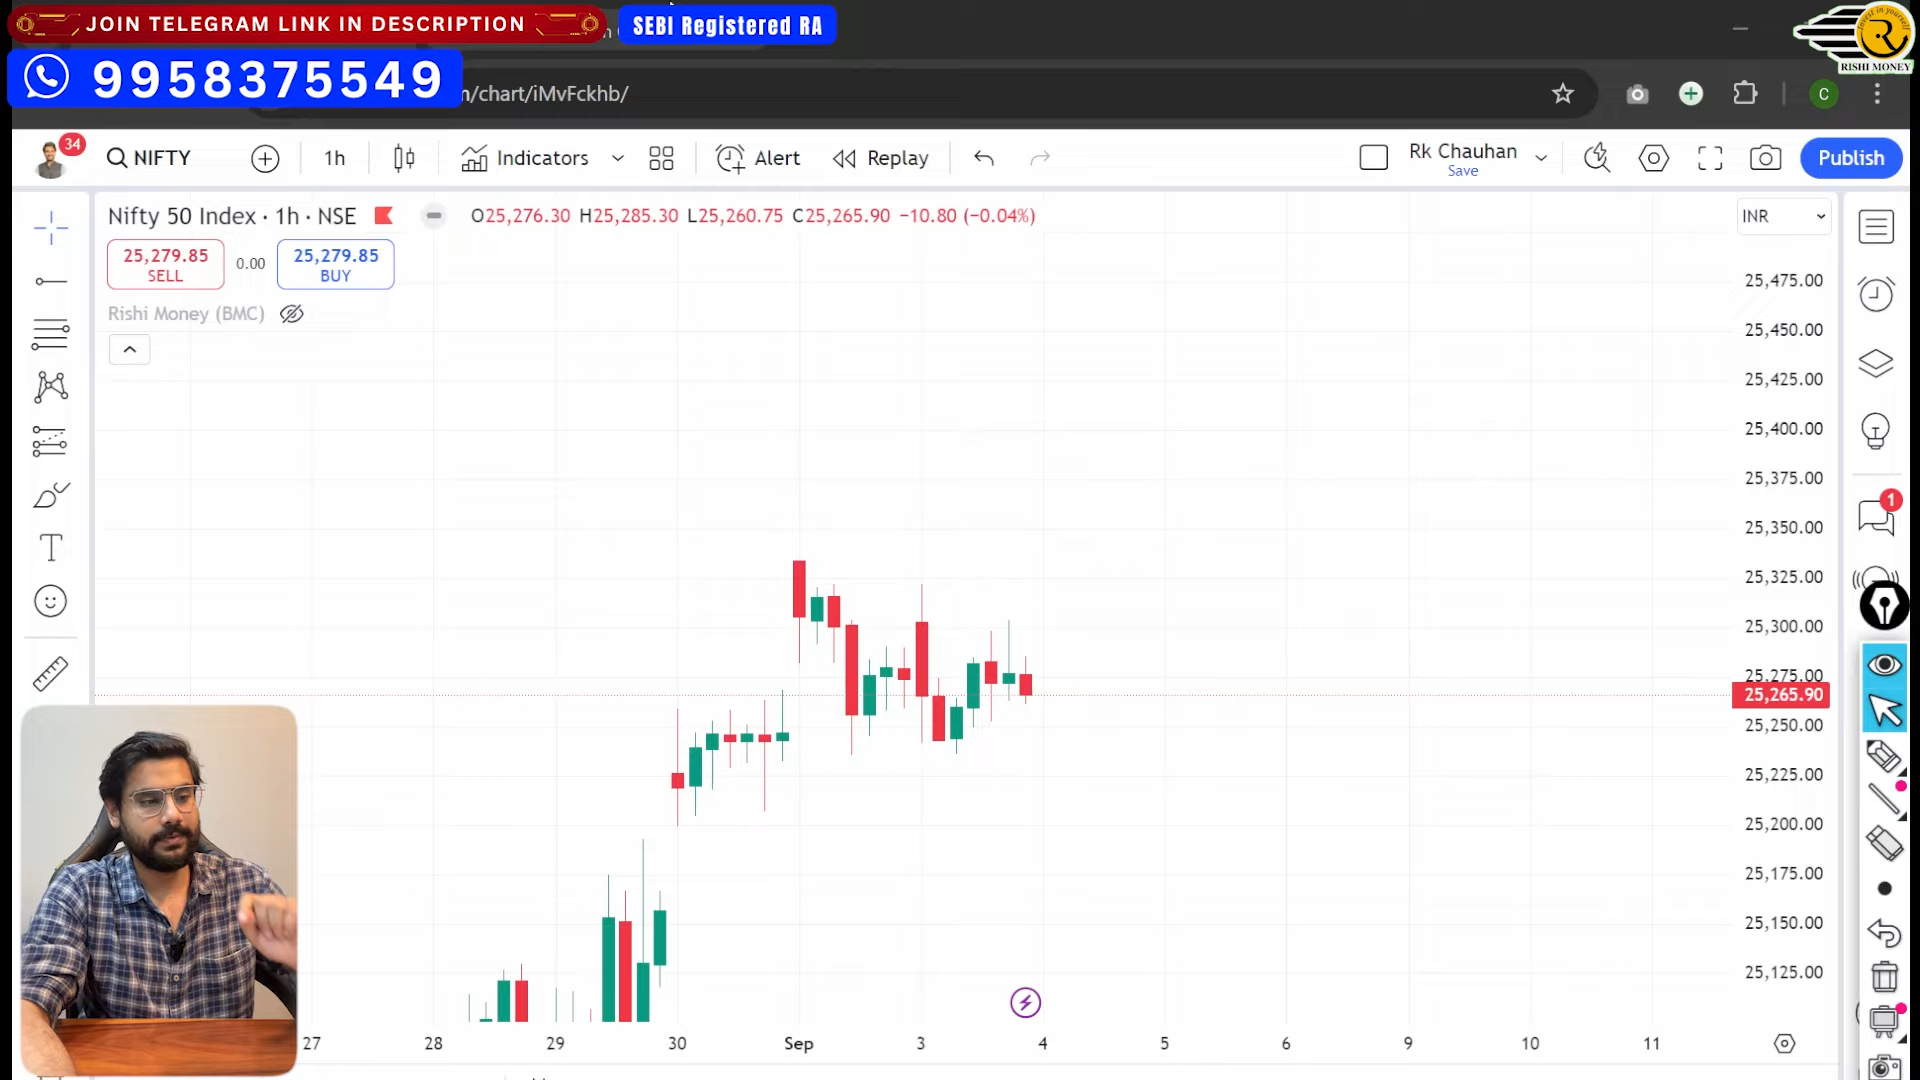 JOIN TELEGRAM LINK IN DESCRIPTION
SEBI Registered RA
RISHI MONEY
9958375549
/chart/iMvFckhb/
C
34
NIFTY
1h
Indicators
Alert
Replay
Rk Chauhan
Save
Publish
Nifty 50 Index · 1h · NSE
O25,276.30 H25,285.30 L25,260.75 C25,265.90 −10.80 (−0.04%)
INR
25,279.85
SELL
0.00
25,279.85
BUY
Rishi Money (BMC)
25,475.00
25,450.00
25,425.00
25,400.00
25,375.00
25,350.00
25,325.00
25,300.00
25,275.00
25,265.90
25,250.00
25,225.00
25,200.00
25,175.00
25,150.00
25,125.00
1
27
28
29
30
Sep
3
4
5
6
9
10
11